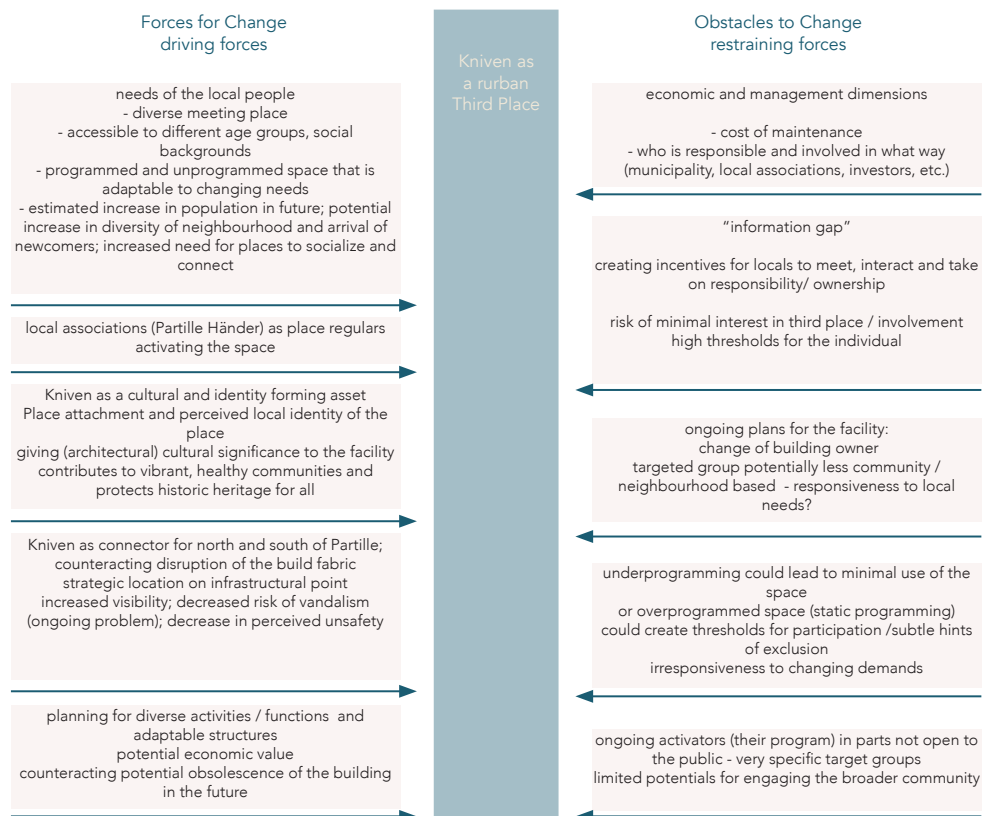 Forces for Change
driving forces
needs of the local people
- diverse meeting place
- accessible to different age groups, social
backgrounds
- programmed and unprogrammed space that is
adaptable to changing needs
- estimated increase in population in future; potential
increase in diversity of neighbourhood and arrival of
newcomers; increased need for places to socialize and
connect
local associations (Partille Händer) as place regulars
activating the space
Kniven as a cultural and identity forming asset
Place attachment and perceived local identity of the
place
giving (architectural) cultural significance to the facility
contributes to vibrant, healthy communities and
protects historic heritage for all
Kniven as connector for north and south of Partille;
counteracting disruption of the build fabric
strategic location on infrastructural point
increased visibility; decreased risk of vandalism
(ongoing problem); decrease in perceived unsafety
planning for diverse activities / functions and
adaptable structures
potential economic value
counteracting potential obsolescence of the building
in the future
Kniven as
a rurban
Third Place
Obstacles to Change
restraining forces
economic and management dimensions
- cost of maintenance
- who is responsible and involved in what way
(municipality, local associations, investors, etc.)
“information gap”
creating incentives for locals to meet, interact and take
on responsibility/ ownership
risk of minimal interest in third place / involvement
high thresholds for the individual
ongoing plans for the facility:
change of building owner
targeted group potentially less community /
neighbourhood based - responsiveness to local
needs?
underprogramming could lead to minimal use of the
space
or overprogrammed space (static programming)
could create thresholds for participation /subtle hints
of exclusion
irresponsiveness to changing demands
ongoing activators (their program) in parts not open to
the public - very specific target groups
limited potentials for engaging the broader community